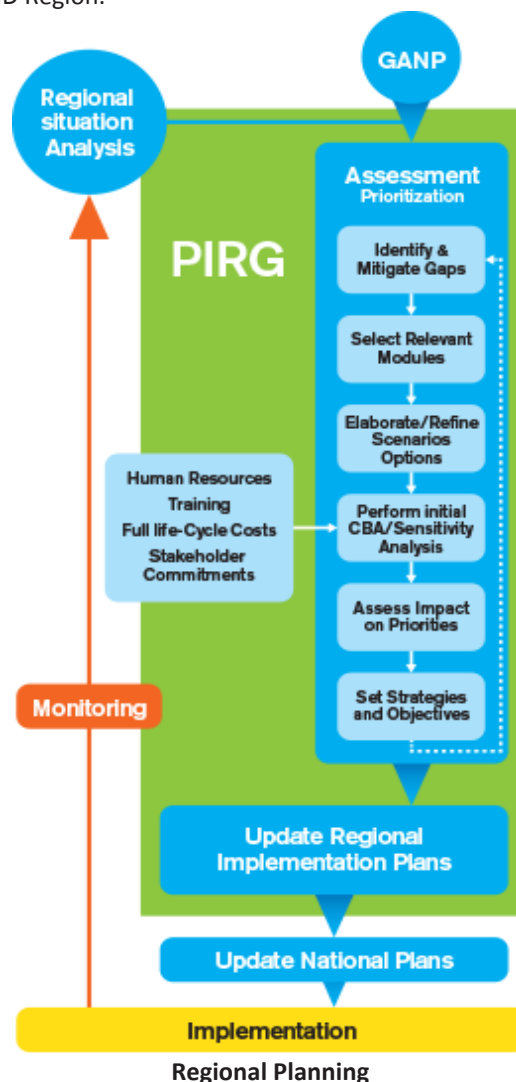 D Region.
GANP
Regional
situation
Analysis
Assessment
Prioritization
PIRG
Identify &
Mitigate Gaps
Select Relevant
Modules
Elaborate/Refine
Scenarios
Options
Human Resources
Training
Full life-Cycle Costs
Stakeholder
Commitments
Perform initial
CBA/Sensitivity
Analysis
Assess Impact
on Priorities
Set Strategies
and Objectives
Monitoring
Update Regional
Implementation Plans
Update National Plans
Implementation
Regional Planning